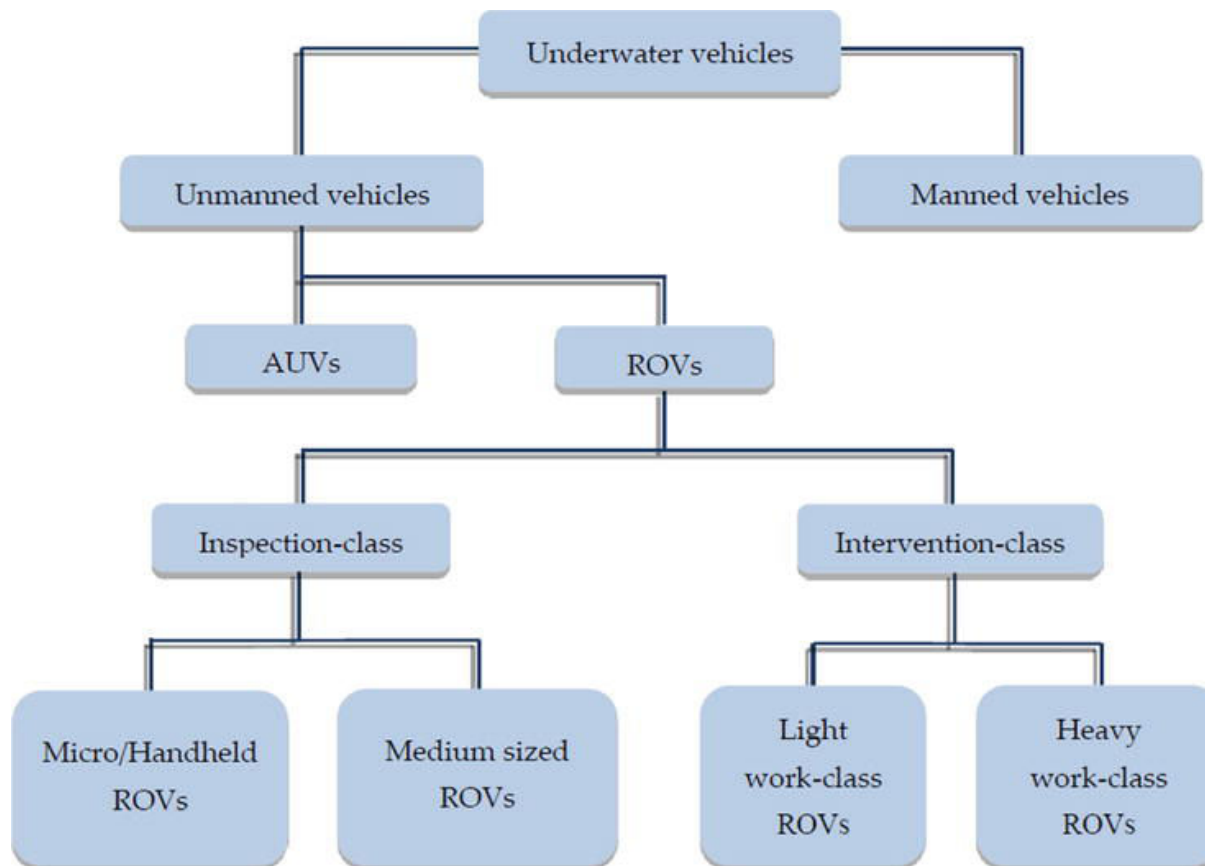 Underwater vehicles
Unmanned vehicles
Manned vehicles
AUVs
ROVs
Inspection-class
Intervention-class
Micro/Handheld
ROVs
Medium sized
ROVs
Light
work-class
ROVs
Heavy
work-class
ROVs